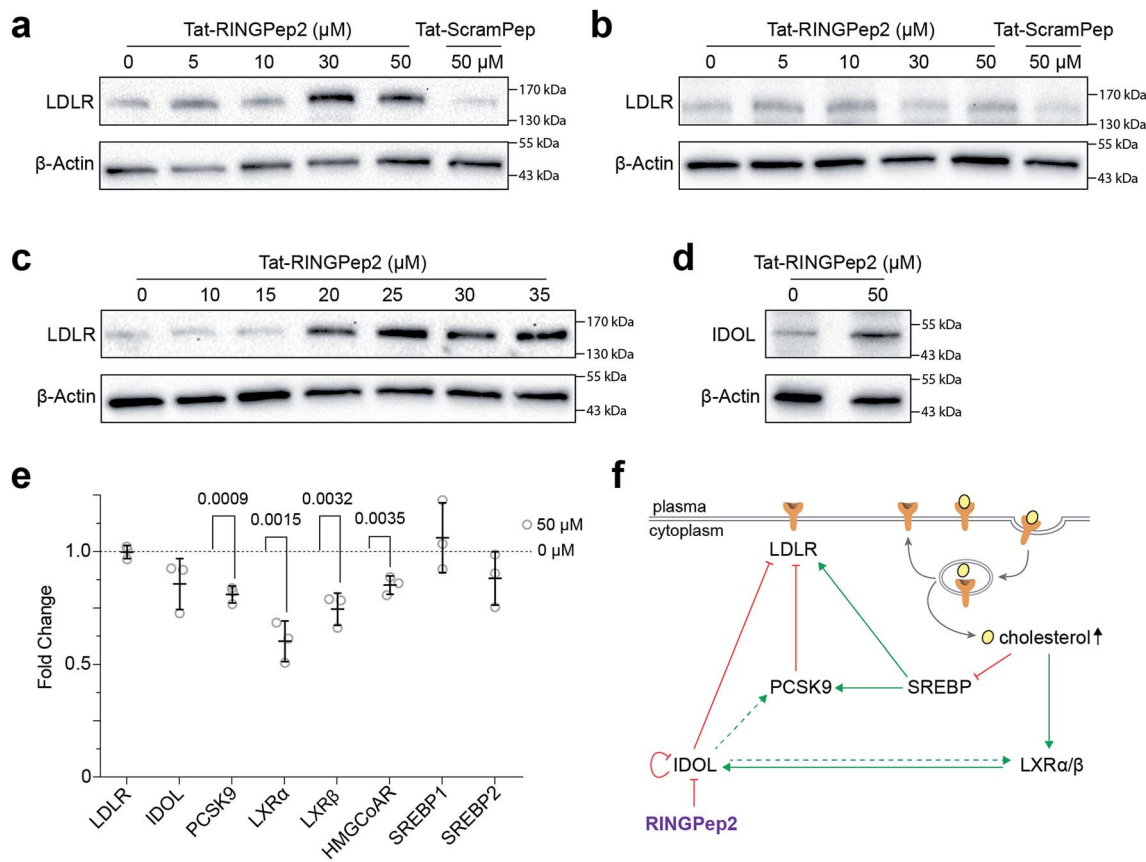 a
Tat-RINGPep2 (µM) Tat-ScramPep
0 5 10 30 50 50 µM
LDLR
170 kDa
130 kDa
β-Actin
55 kDa
43 kDa
b
Tat-RINGPep2 (µM) Tat-ScramPep
0 5 10 30 50 50 µM
LDLR
170 kDa
130 kDa
β-Actin
55 kDa
43 kDa
c
Tat-RINGPep2 (µM)
0 10 15 20 25 30 35
LDLR
170 kDa
130 kDa
β-Actin
55 kDa
43 kDa
d
Tat-RINGPep2 (µM)
0 50
IDOL
55 kDa
43 kDa
β-Actin
55 kDa
43 kDa
e
Fold Change
1.0
0.5
0
0.0009
0.0015
0.0032
0.0035
50 µM
0 µM
LDLR
IDOL
PCSK9
LXRα
LXRβ
HMGCoAR
SREBP1
SREBP2
f
plasma
cytoplasm
LDLR
cholesterol
PCSK9
SREBP
IDOL
LXRα/β
RINGPep2